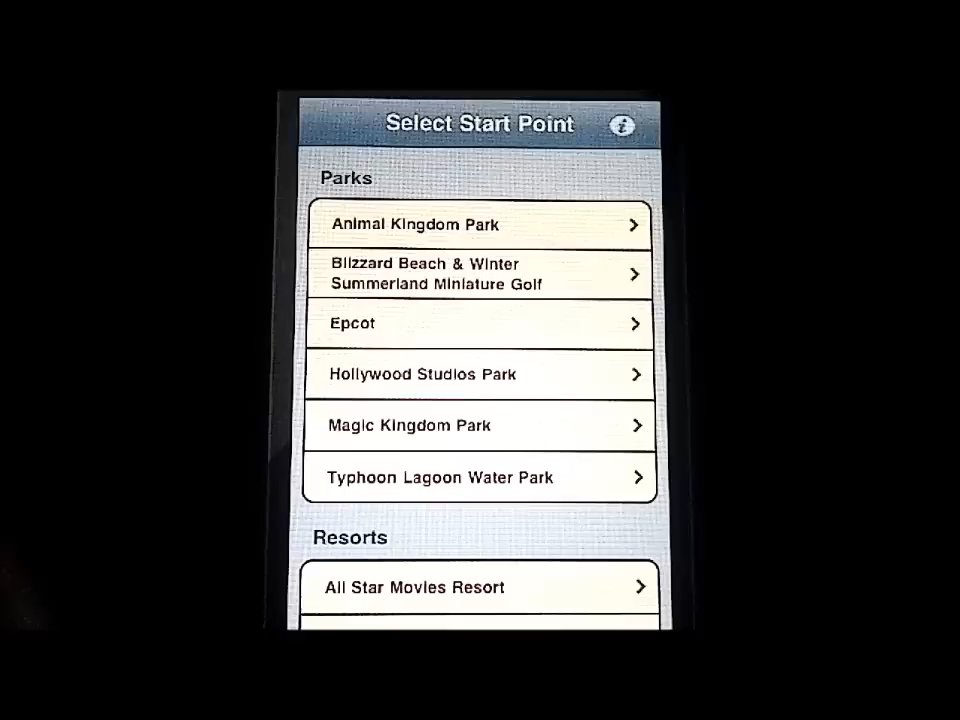 Select Start Point
Parks
Animal Kingdom Park
Blizzard Beach & Winter
Summerland Miniature Golf
Epcot
Hollywood Studios Park
Magic Kingdom Park
Typhoon Lagoon Water Park
Resorts
All Star Movies Resort